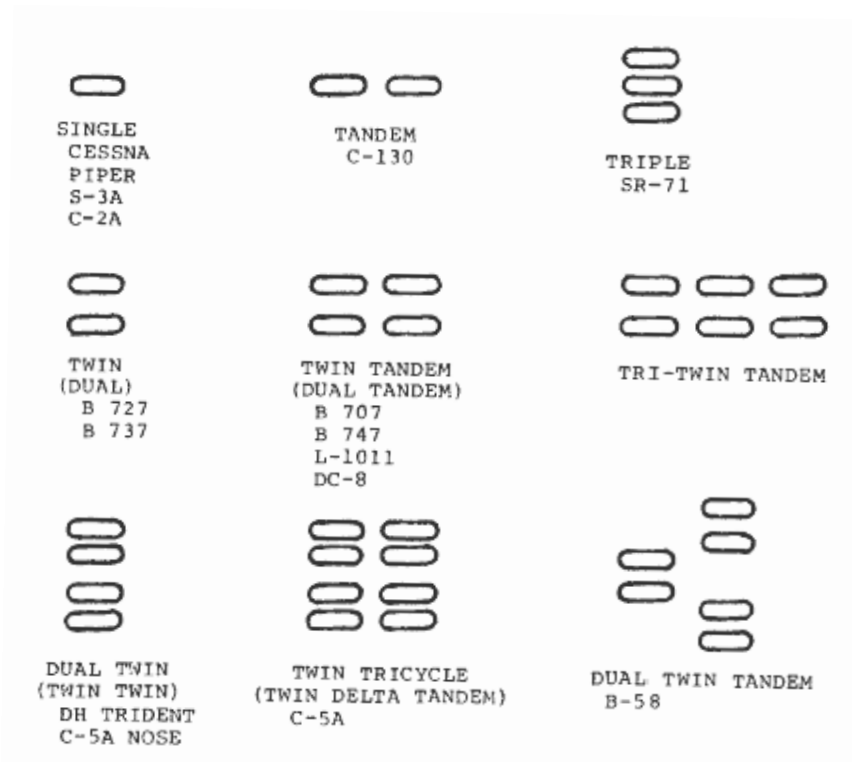 SINGLE
CESSNA
PIPER
S-3A
C-2A
TANDEM
C-130
TRIPLE
SR-71
TWIN
(DUAL)
B 727
B 737
TWIN TANDEM
(DUAL TANDEM)
B 707
B 747
L-1011
DC-8
TRI-TWIN TANDEM
DUAL TWIN
(TWIN TWIN)
DH TRIDENT
C-5A NOSE
TWIN TRICYCLE
(TWIN DELTA TANDEM)
C-5A
DUAL TWIN TANDEM
B-58